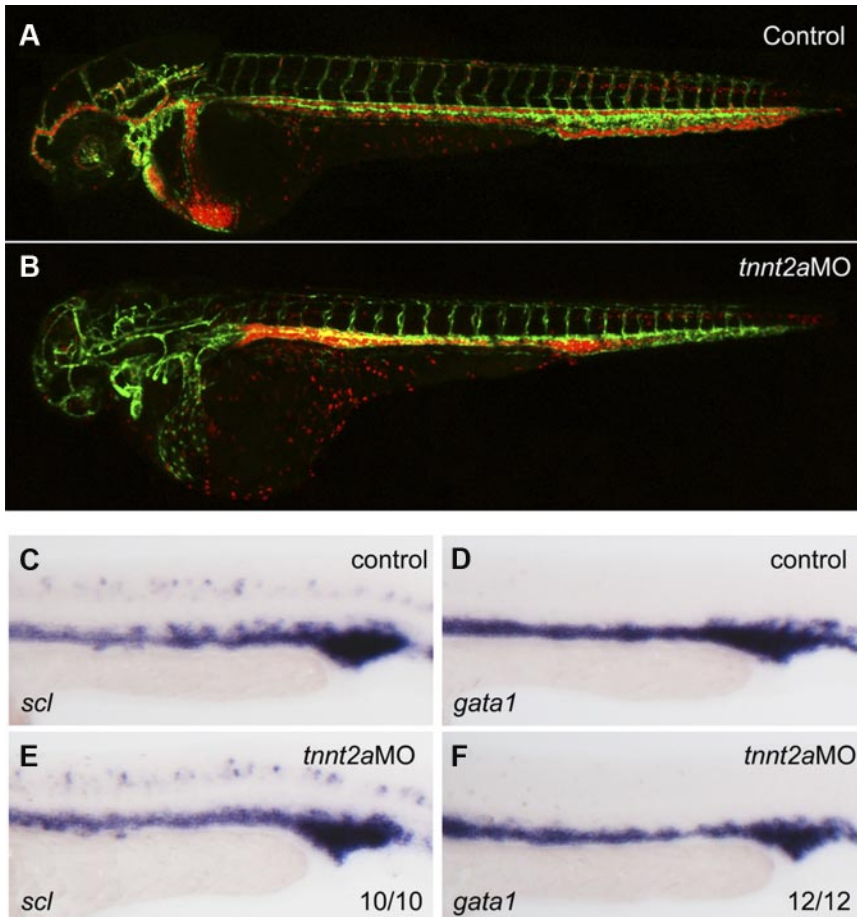 A
Control
B
tnnt2aMO
C
control
scl
D
control
gata1
E
tnnt2aMO
scl
10/10
F
tnnt2aMO
gata1
12/12